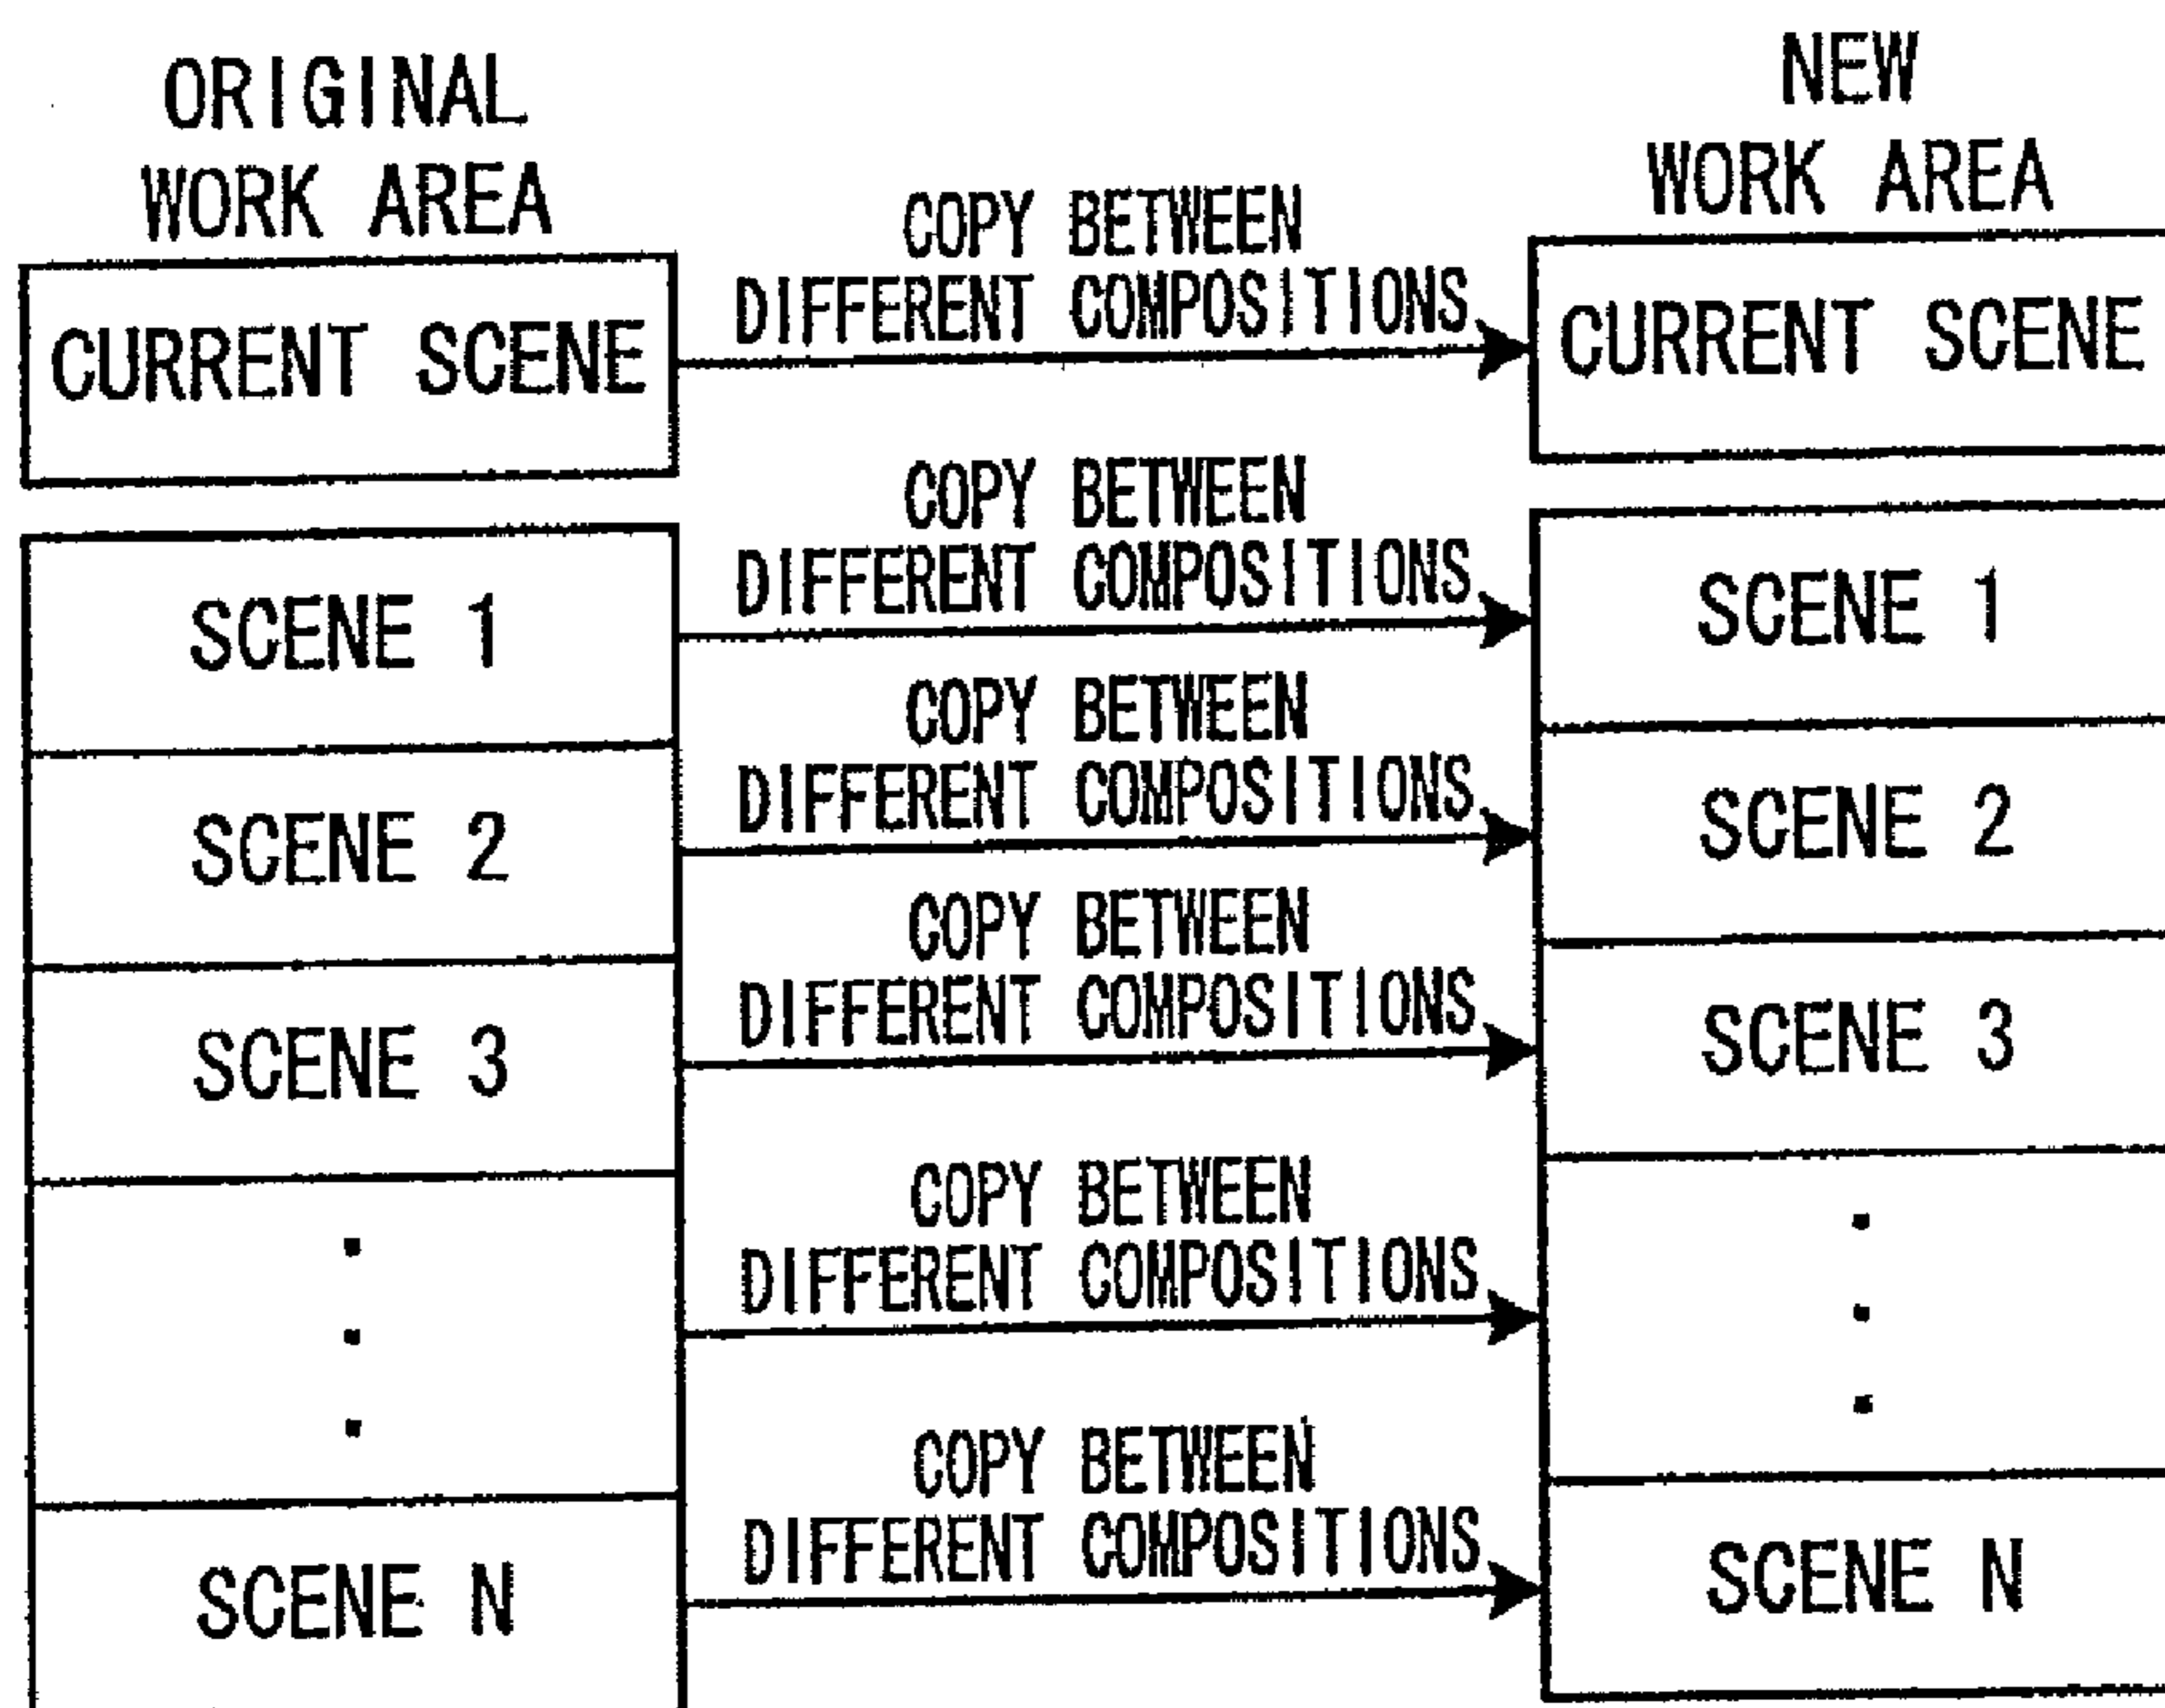 ORIGINAL
WORK AREA
NEW
WORK AREA
CURRENT SCENE
COPY BETWEEN
DIFFERENT COMPOSITIONS
CURRENT SCENE
SCENE 1
COPY BETWEEN
DIFFERENT COMPOSITIONS
SCENE 1
SCENE 2
COPY BETWEEN
DIFFERENT COMPOSITIONS
SCENE 2
SCENE 3
COPY BETWEEN
DIFFERENT COMPOSITIONS
SCENE 3
COPY BETWEEN
DIFFERENT COMPOSITIONS
SCENE N
COPY BETWEEN
DIFFERENT COMPOSITIONS
SCENE N